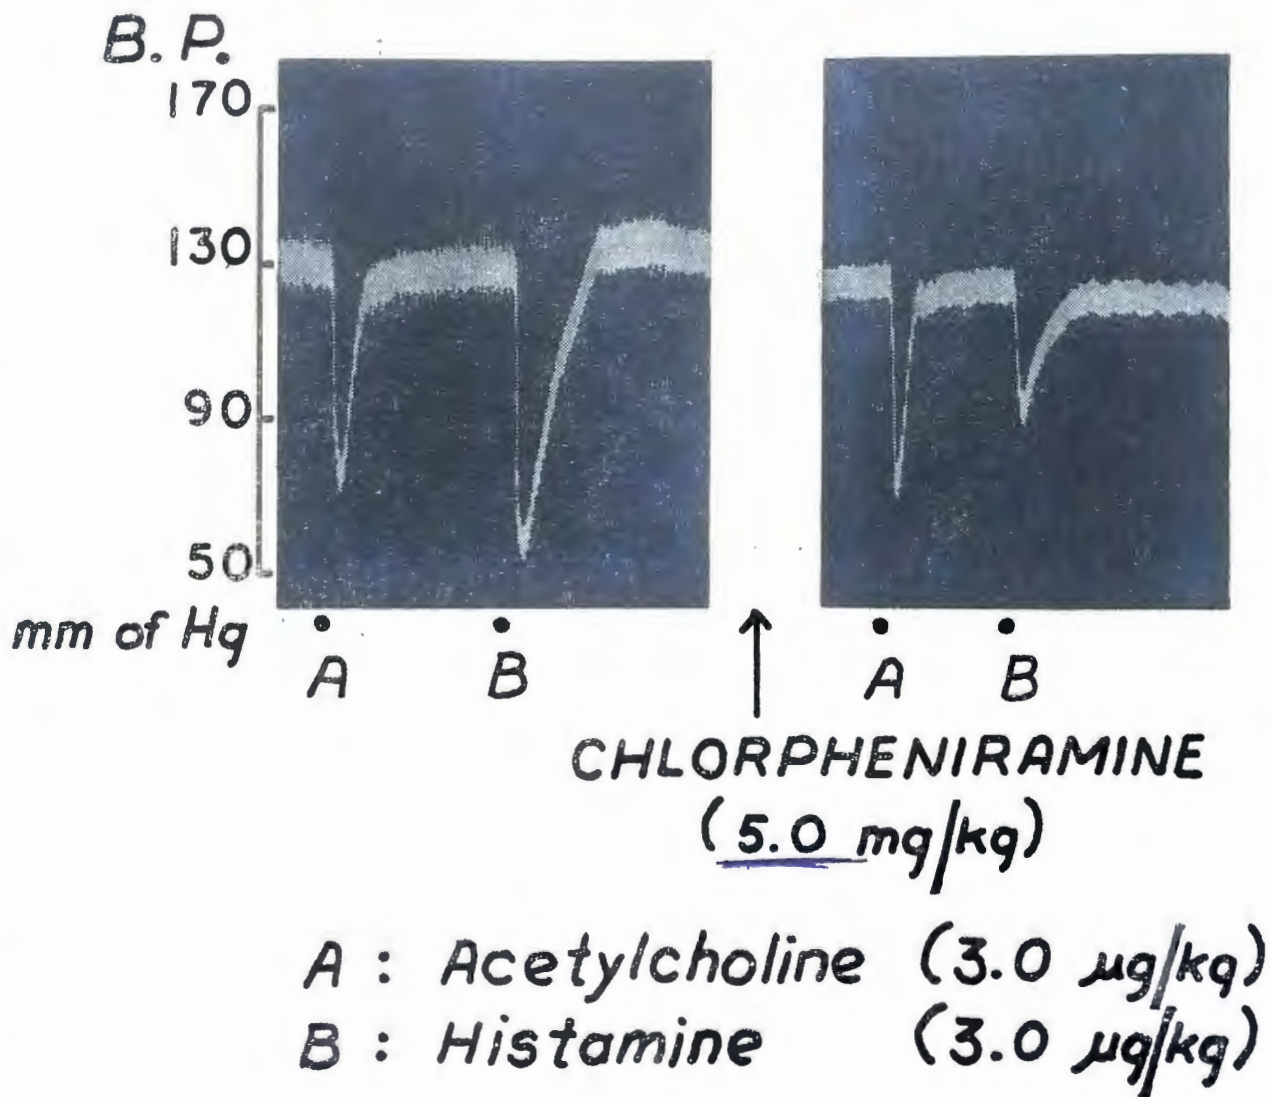 B. P.
170
130
90
50
mm of Hg
A B A B
CHLORPHENIRAMINE
(5.0 mg/kg)
A : Acetylcholine (3.0 µg/kg)
B : Histamine (3.0 µg/kg)